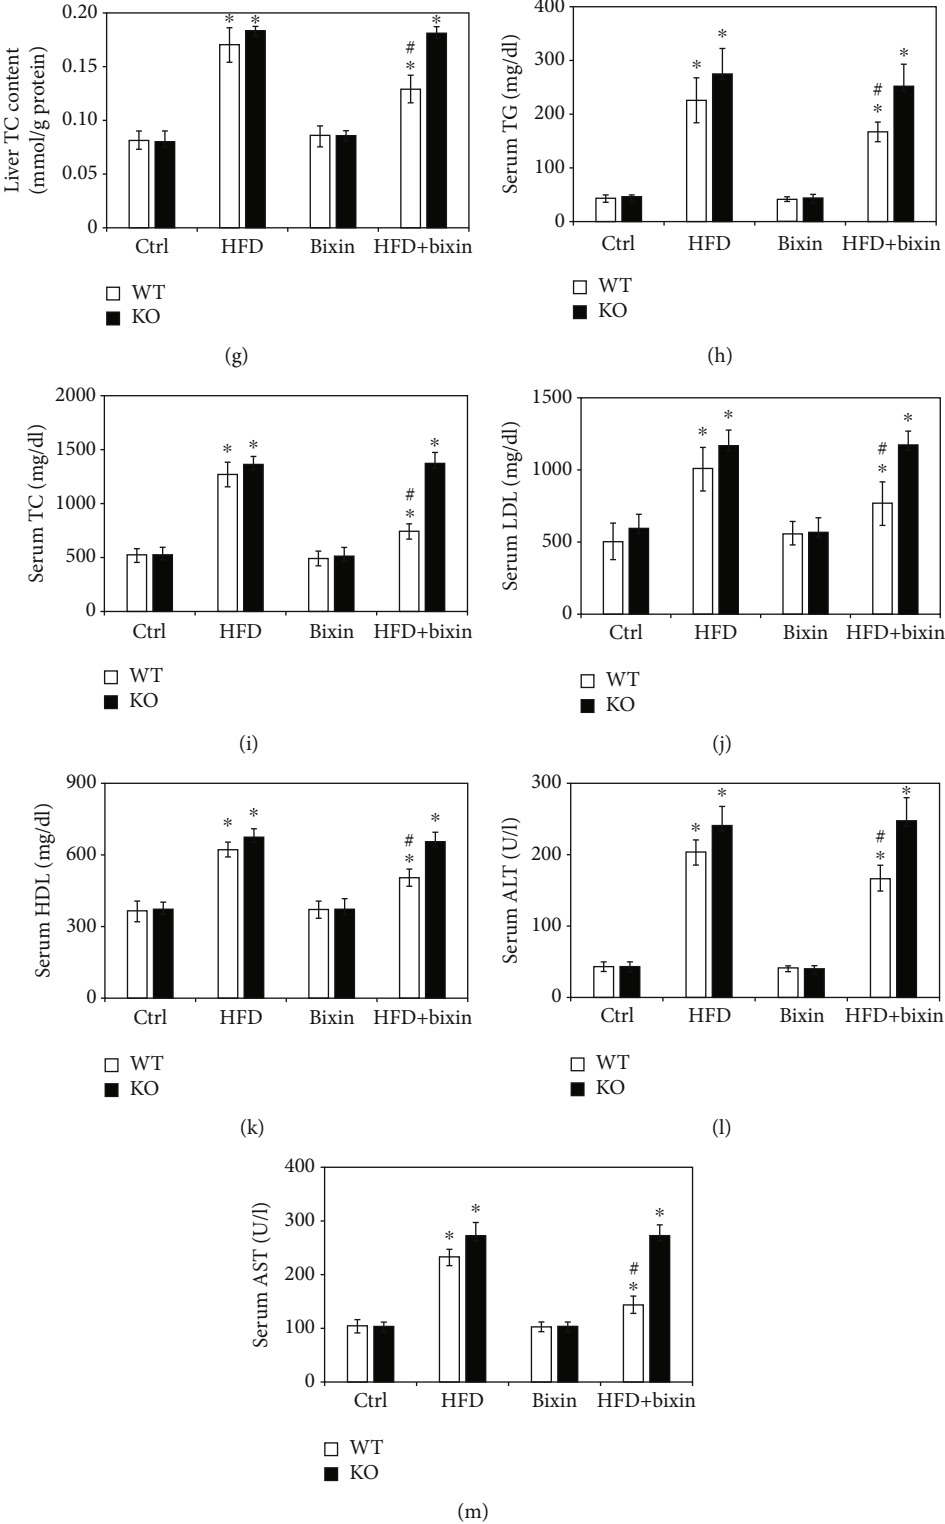 Liver TC content
(mmol/g protein)
0.20
0.15
0.10
0.05
0
*
*
#
*
*
Ctrl
HFD
Bixin
HFD+bixin
WT
KO
(g)
Serum TG (mg/dl)
400
300
200
100
0
*
*
#
*
*
Ctrl
HFD
Bixin
HFD+bixin
WT
KO
(h)
Serum TC (mg/dl)
2000
1500
1000
500
0
*
*
#
*
*
Ctrl
HFD
Bixin
HFD+bixin
WT
KO
(i)
Serum LDL (mg/dl)
1500
1000
500
0
*
*
#
*
*
Ctrl
HFD
Bixin
HFD+bixin
WT
KO
(j)
Serum HDL (mg/dl)
900
600
300
0
*
*
#
*
*
Ctrl
HFD
Bixin
HFD+bixin
WT
KO
(k)
Serum ALT (U/l)
300
200
100
0
*
*
#
*
*
Ctrl
HFD
Bixin
HFD+bixin
WT
KO
(l)
Serum AST (U/l)
400
300
200
100
0
*
*
#
*
*
Ctrl
HFD
Bixin
HFD+bixin
WT
KO
(m)